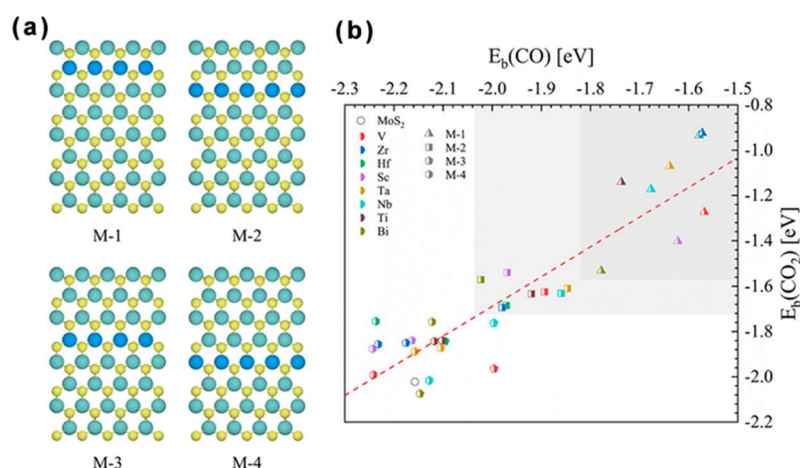 (a)
M-1
M-2
M-3
M-4
(b)
E_b(CO) [eV]
-2.3 -2.2 -2.1 -2.0 -1.9 -1.8 -1.7 -1.6 -1.5
MoS₂
V
Zr
Hf
Sc
Ta
Nb
Ti
Bi
M-1
M-2
M-3
M-4
-0.8
-1.0
-1.2
-1.4
-1.6
-1.8
-2.0
-2.2
E_b(CO₂) [eV]